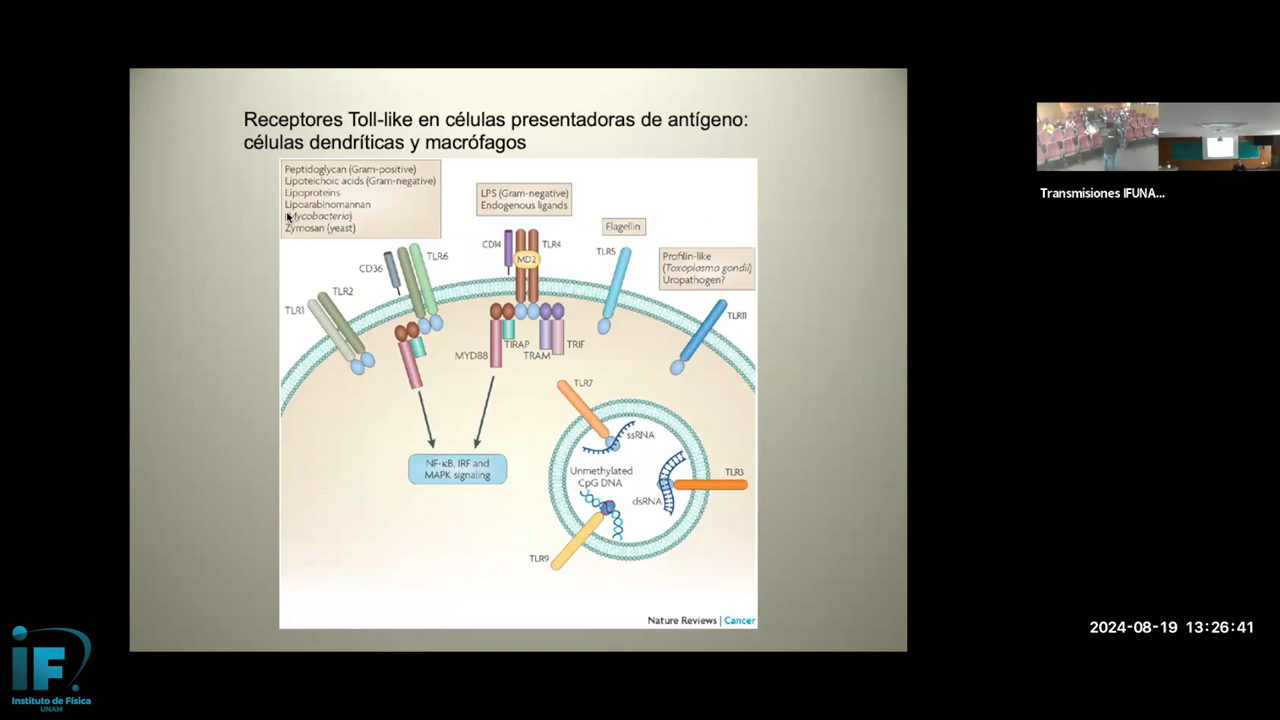 Receptores Toll-like en células presentadoras de antígeno:
células dendríticas y macrófagos
Peptidoglycan (Gram-positive)
Lipoteichoic acids (Gram-negative)
Lipoproteins
Lipoarabinomannan
(Mycobacteria)
Zymosan (yeast)
LPS (Gram-negative)
Endogenous ligands
Flagellin
Profilin-like
(Toxoplasma gondii)
Uropathogen?
CD14
TLR4
MD2
TLR5
TLR6
CD36
TLR2
TLR1
TLR11
MYD88
TIRAP
TRAM
TRIF
TLR7
ssRNA
NF-κB, IRF and
MAPK signaling
Unmethylated
CpG DNA
TLR3
dsRNA
TLR9
Nature Reviews | Cancer
Transmisiones IFUNA...
2024-08-19 13:26:41
iF
Instituto de Física
UNAM